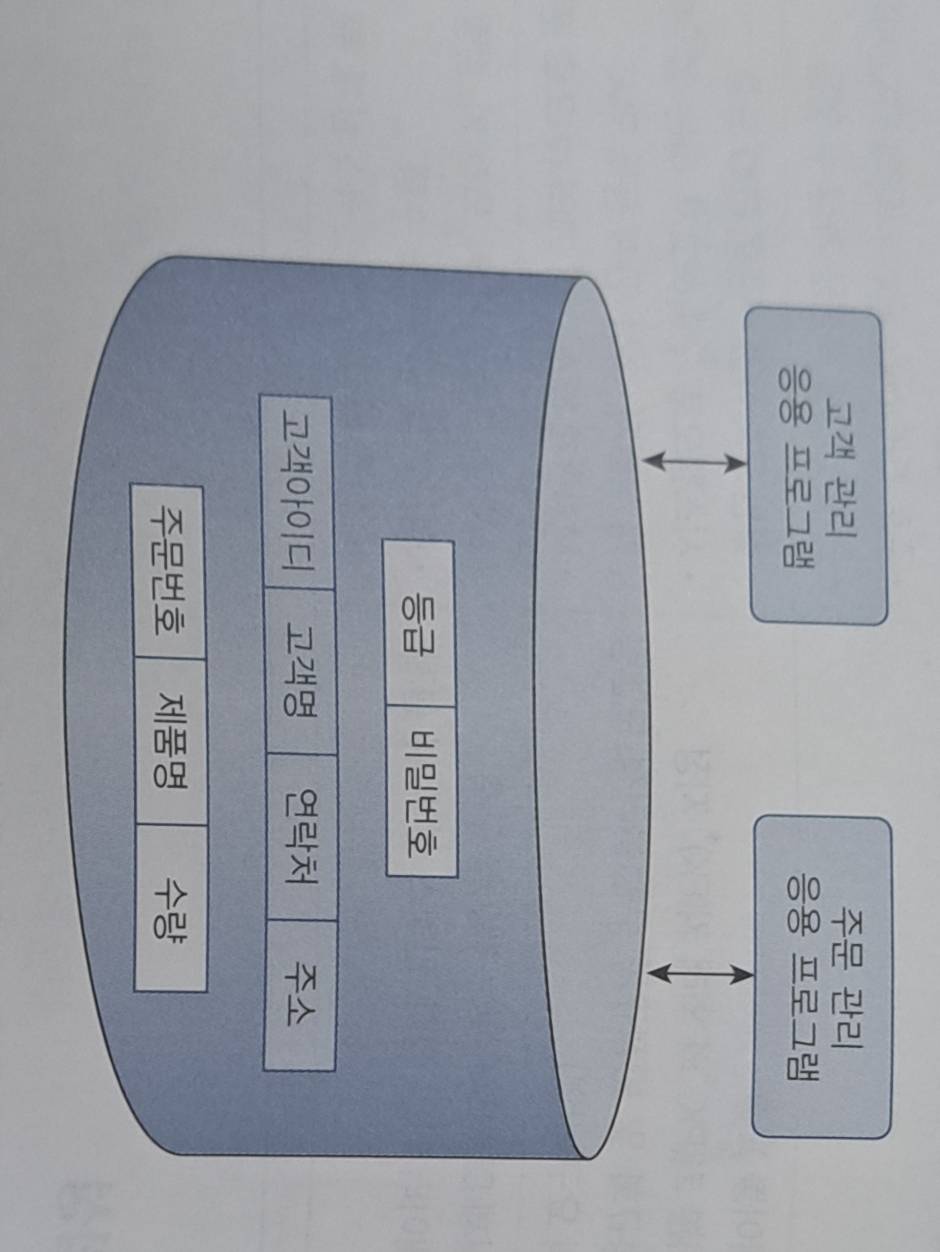 고객 관리
응용 프로그램
주문 관리
응용 프로그램
등급 비밀번호
고객아이디 고객명 연락처 주소
주문번호 제품명 수량